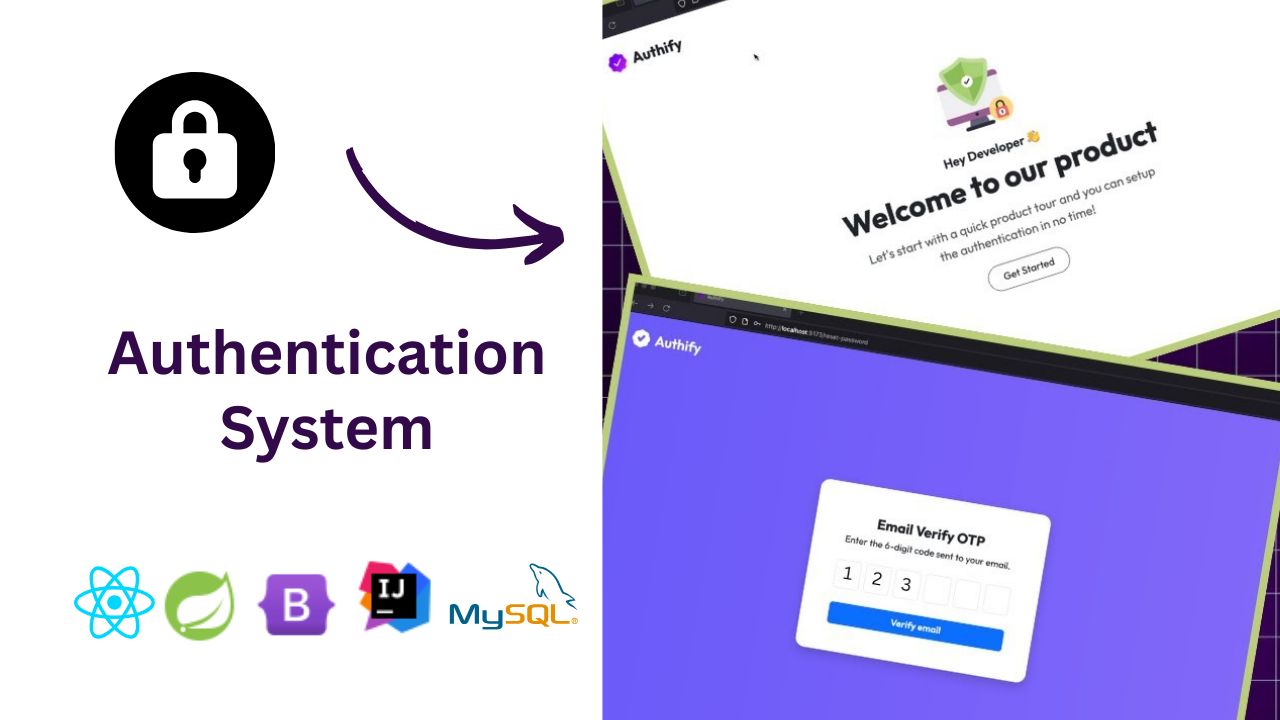 Authentication
System
B
IJ
MySQL®
Authify
Hey Developer 👋
Welcome to our product
Let's start with a quick product tour and you can setup
the authentication in no time!
Get Started
Authify
http://localhost:5173/reset-password
Authify
Email Verify OTP
Enter the 6-digit code sent to your email.
1 2 3
Verify email